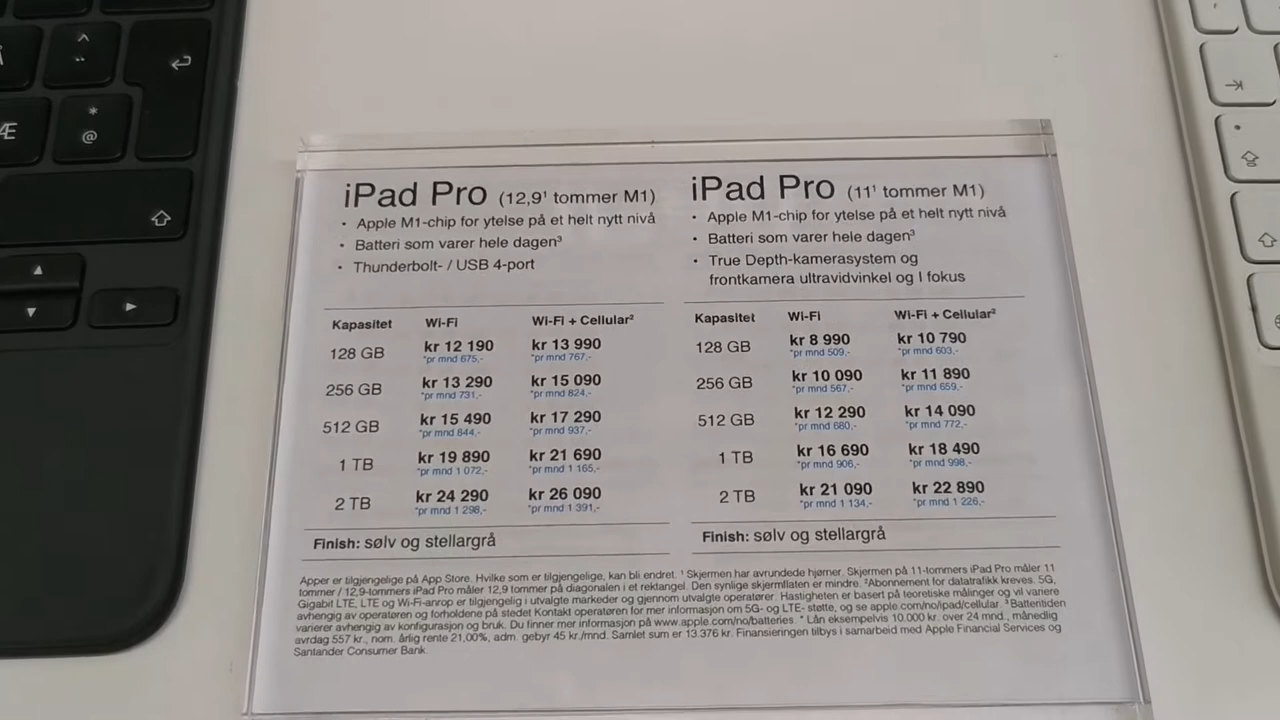 iPad Pro (12,9¹ tommer M1)
• Apple M1-chip for ytelse på et helt nytt nivå
• Batteri som varer hele dagen³
• Thunderbolt- / USB 4-port
Kapasitet Wi-Fi Wi-Fi + Cellular²
128 GB kr 12 190 kr 13 990
*pr mnd 675,- *pr mnd 767,-
256 GB kr 13 290 kr 15 090
*pr mnd 731,- *pr mnd 824,-
512 GB kr 15 490 kr 17 290
*pr mnd 844,- *pr mnd 937,-
1 TB kr 19 890 kr 21 690
*pr mnd 1 072,- *pr mnd 1 165,-
2 TB kr 24 290 kr 26 090
*pr mnd 1 298,- *pr mnd 1 391,-
Finish: sølv og stellargrå
iPad Pro (11¹ tommer M1)
• Apple M1-chip for ytelse på et helt nytt nivå
• Batteri som varer hele dagen³
• True Depth-kamerasystem og
frontkamera ultravidvinkel og I fokus
Kapasitet Wi-Fi Wi-Fi + Cellular²
128 GB kr 8 990 kr 10 790
*pr mnd 509,- *pr mnd 603,-
256 GB kr 10 090 kr 11 890
*pr mnd 567,- *pr mnd 659,-
512 GB kr 12 290 kr 14 090
*pr mnd 680,- *pr mnd 772,-
1 TB kr 16 690 kr 18 490
*pr mnd 906,- *pr mnd 998,-
2 TB kr 21 090 kr 22 890
*pr mnd 1 134,- *pr mnd 1 226,-
Finish: sølv og stellargrå
Apper er tilgjengelige på App Store. Hvilke som er tilgjengelige, kan bli endret. ¹ Skjermen har avrundede hjørner. Skjermen på 11-tommers iPad Pro måler 11
tommer / 12,9-tommers iPad Pro måler 12,9 tommer på diagonalen i et rektangel. Den synlige skjermflaten er mindre. ²Abonnement for datatrafikk kreves. 5G,
Gigabit LTE, LTE og Wi-Fi-anrop er tilgjengelig i utvalgte markeder og gjennom utvalgte operatører. Hastigheten er basert på teoretiske målinger og vil variere
avhengig av operatøren og forholdene på stedet Kontakt operatøren for mer informasjon om 5G- og LTE- støtte, og se apple.com/no/ipad/cellular. ³ Batteritiden
varierer avhengig av konfigurasjon og bruk. Du finner mer informasjon på www.apple.com/no/batteries. * Lån eksempelvis 10.000 kr. over 24 mnd., månedlig
avrdag 557 kr., nom. årlig rente 21,00%, adm. gebyr 45 kr./mnd. Samlet sum er 13.376 kr. Finansieringen tilbys i samarbeid med Apple Financial Services og
Santander Consumer Bank.
^
¨
Æ
*
@